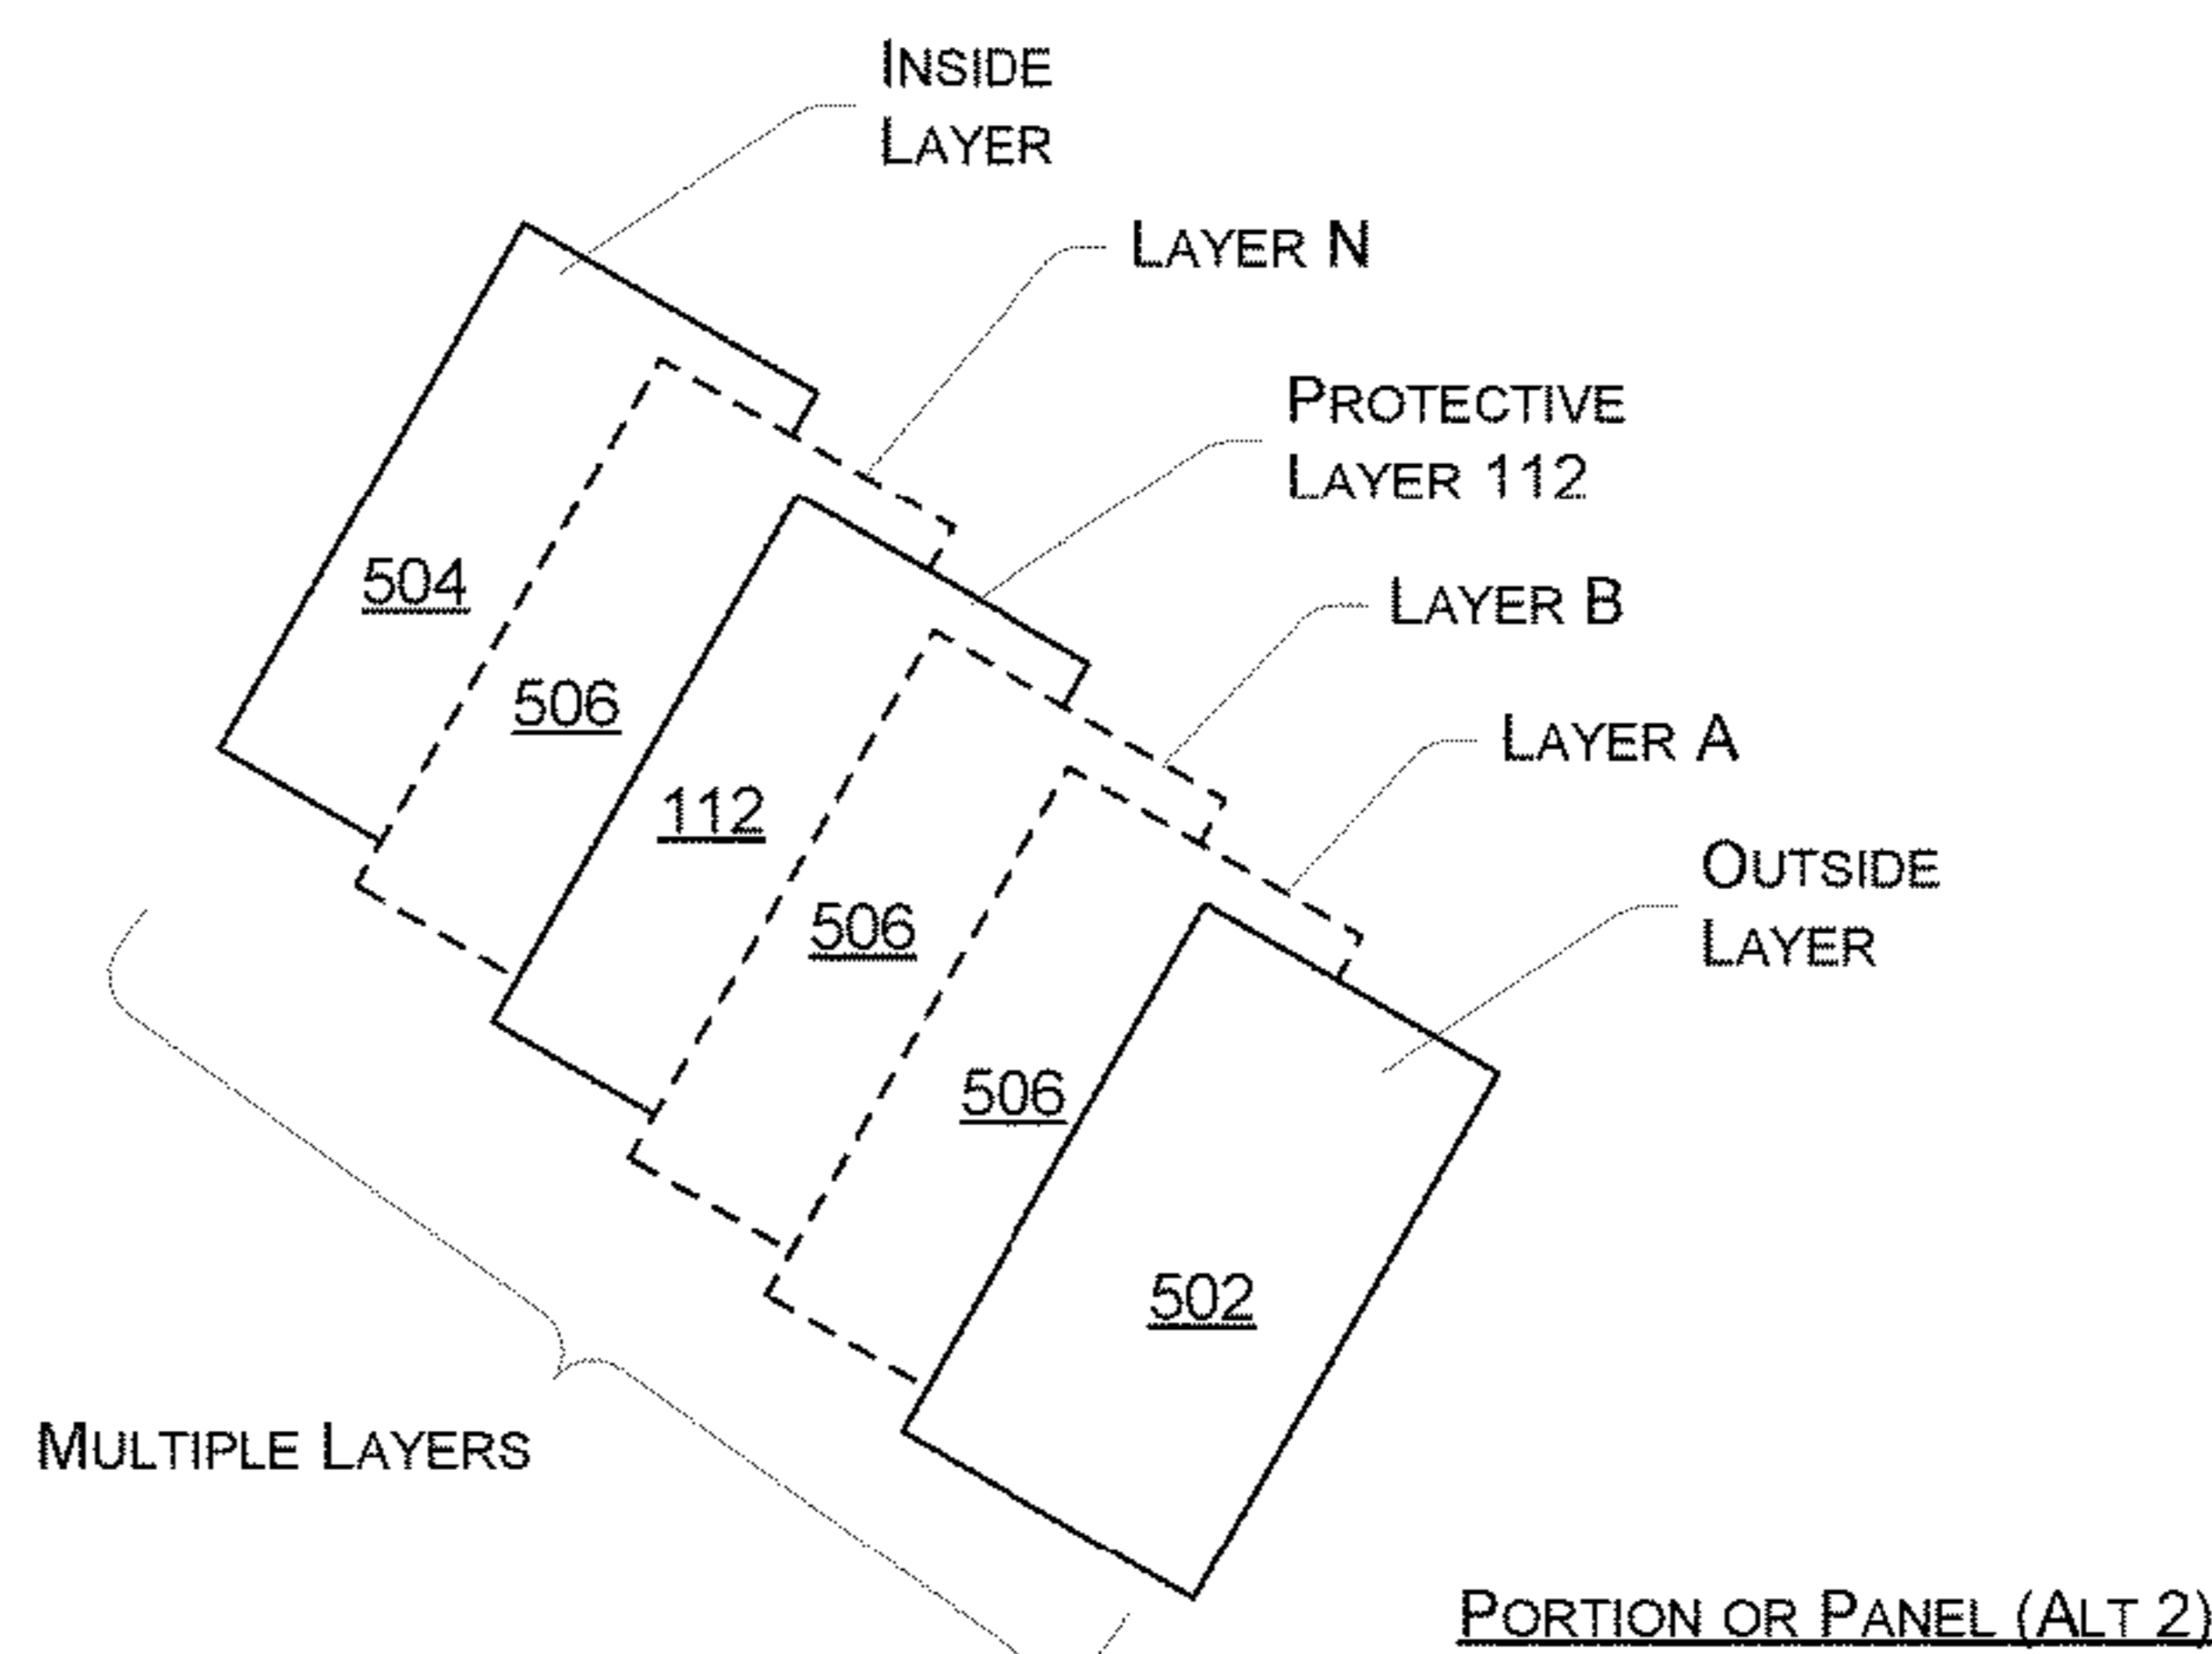 INSIDE
LAYER
LAYER N
PROTECTIVE
LAYER 112
504
LAYER B
506
LAYER A
112
OUTSIDE
LAYER
506
506
502
MULTIPLE LAYERS
PORTION OR PANEL (ALT 2)